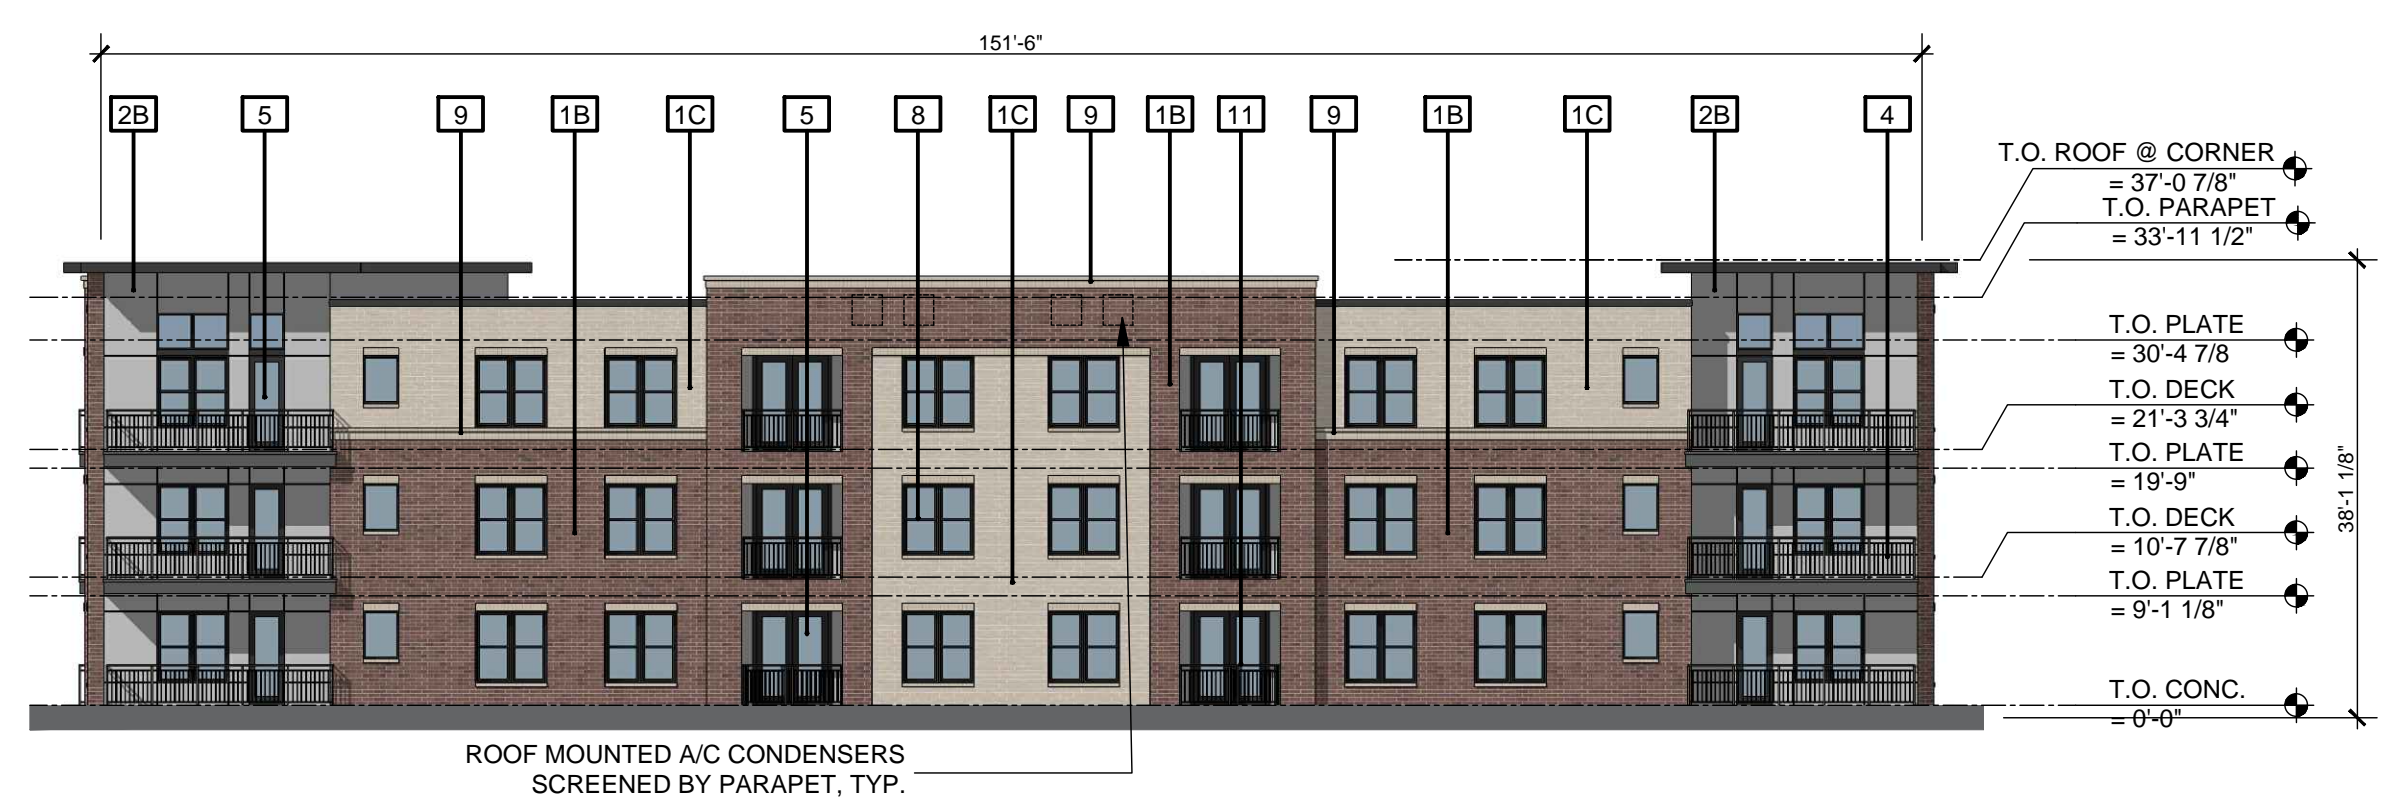 151'-6"
2B 5 9 1B 1C 5 8 1C 9 1B 11 9 1B 1C 2B 4
T.O. ROOF @ CORNER
= 37'-0 7/8"
T.O. PARAPET
= 33'-11 1/2"
T.O. PLATE
= 30'-4 7/8
T.O. DECK
= 21'-3 3/4"
T.O. PLATE
= 19'-9"
T.O. DECK
= 10'-7 7/8"
T.O. PLATE
= 9'-1 1/8"
T.O. CONC.
= 0'-0"
38'-1 1/8"
ROOF MOUNTED A/C CONDENSERS
SCREENED BY PARAPET, TYP.